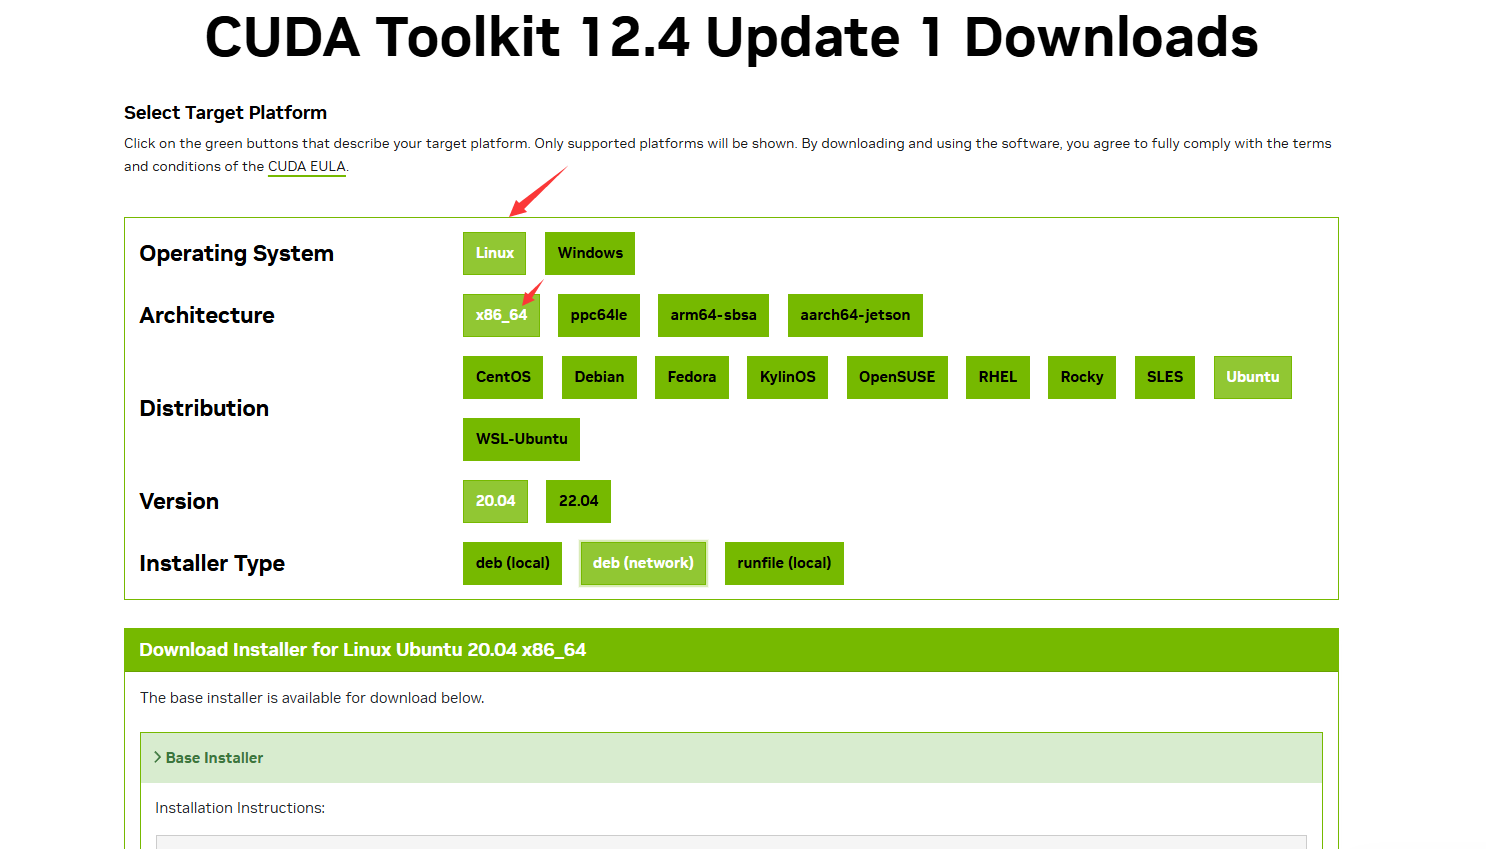 CUDA Toolkit 12.4 Update 1 Downloads
Select Target Platform
Click on the green buttons that describe your target platform. Only supported platforms will be shown. By downloading and using the software, you agree to fully comply with the terms
and conditions of the CUDA EULA.
Operating System
Linux Windows
Architecture
x86_64 ppc64le arm64-sbsa aarch64-jetson
Distribution
CentOS Debian Fedora KylinOS OpenSUSE RHEL Rocky SLES Ubuntu
WSL-Ubuntu
Version
20.04 22.04
Installer Type
deb (local) deb (network) runfile (local)
Download Installer for Linux Ubuntu 20.04 x86_64
The base installer is available for download below.
Base Installer
Installation Instructions: